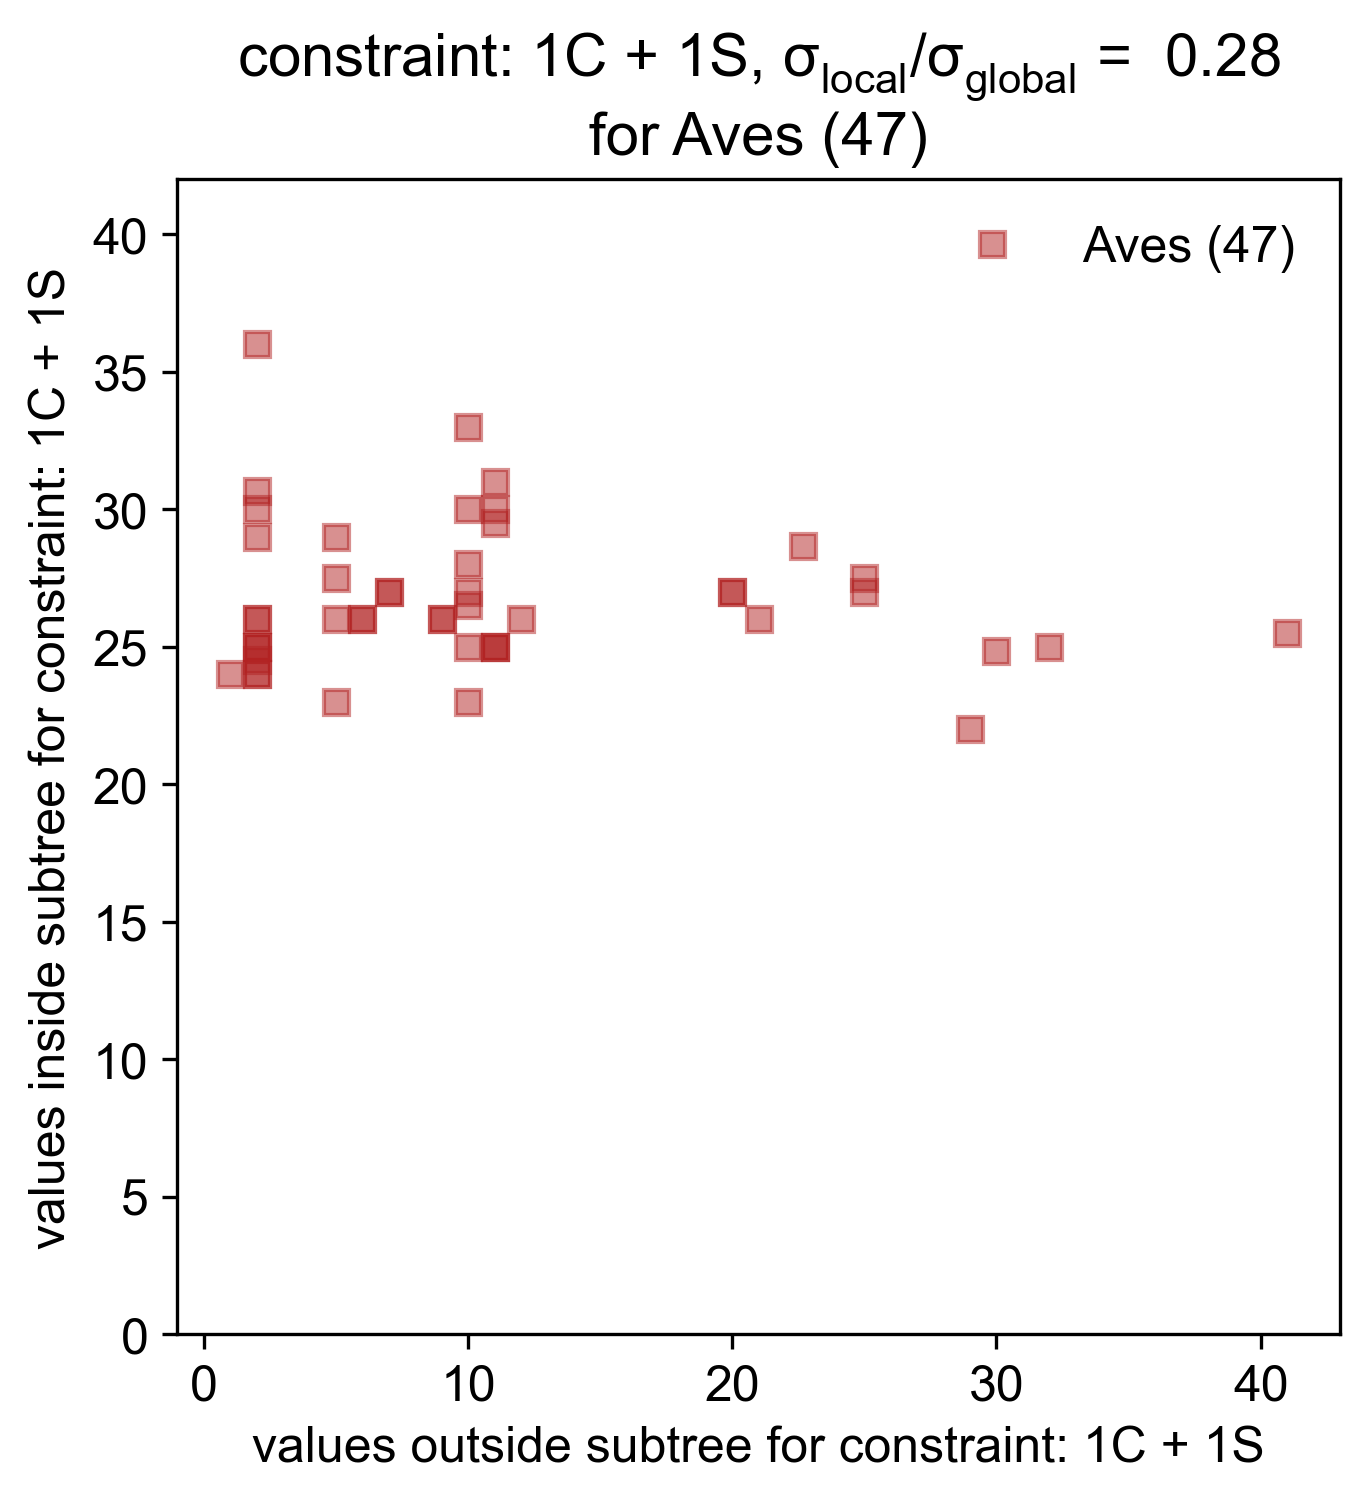 constraint: 1C + 1S, σlocal/σglobal = 0.28
for Aves (47)
Aves (47)
values inside subtree for constraint: 1C + 1S
40
35
30
25
20
15
10
5
0
0 10 20 30 40
values outside subtree for constraint: 1C + 1S